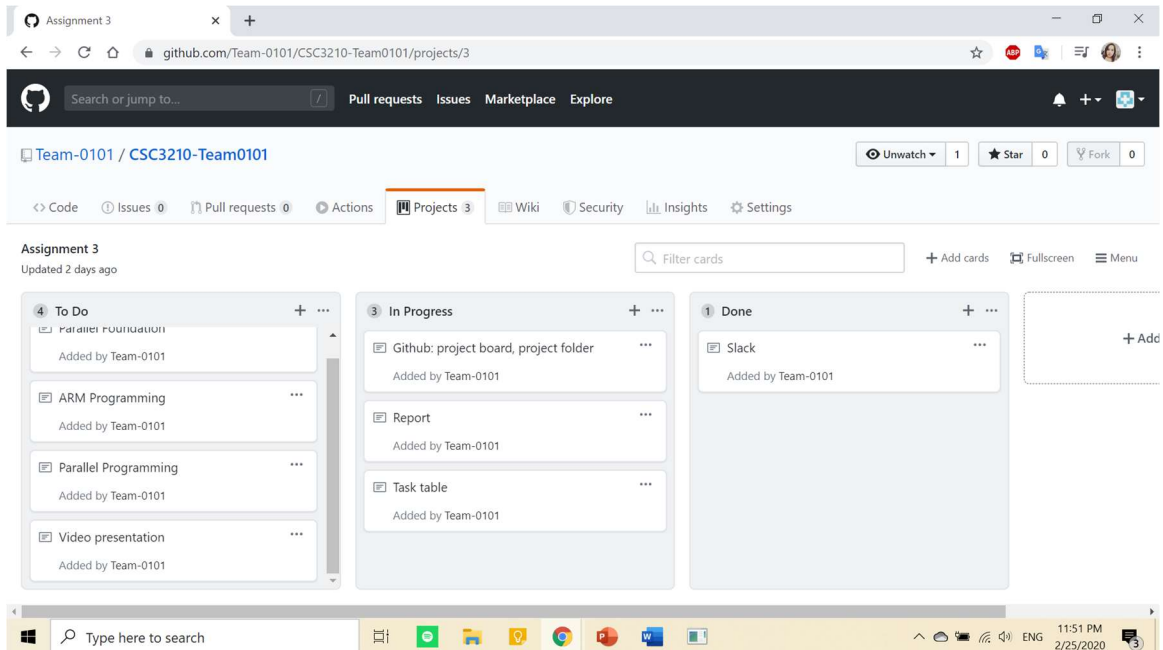 Assignment 3
github.com/Team-0101/CSC3210-Team0101/projects/3
ABP
Search or jump to...
/
Pull requests Issues Marketplace Explore
Team-0101 / CSC3210-Team0101
Unwatch 1 Star 0 Fork 0
Code Issues 0 Pull requests 0 Actions Projects 3 Wiki Security Insights Settings
Assignment 3
Updated 2 days ago
Filter cards
+ Add cards Fullscreen Menu
4 To Do
Parallel Foundation
Added by Team-0101
ARM Programming
Added by Team-0101
Parallel Programming
Added by Team-0101
Video presentation
Added by Team-0101
3 In Progress
Github: project board, project folder
Added by Team-0101
Report
Added by Team-0101
Task table
Added by Team-0101
1 Done
Slack
Added by Team-0101
+ Add
Type here to search
ENG
11:51 PM
2/25/2020
3